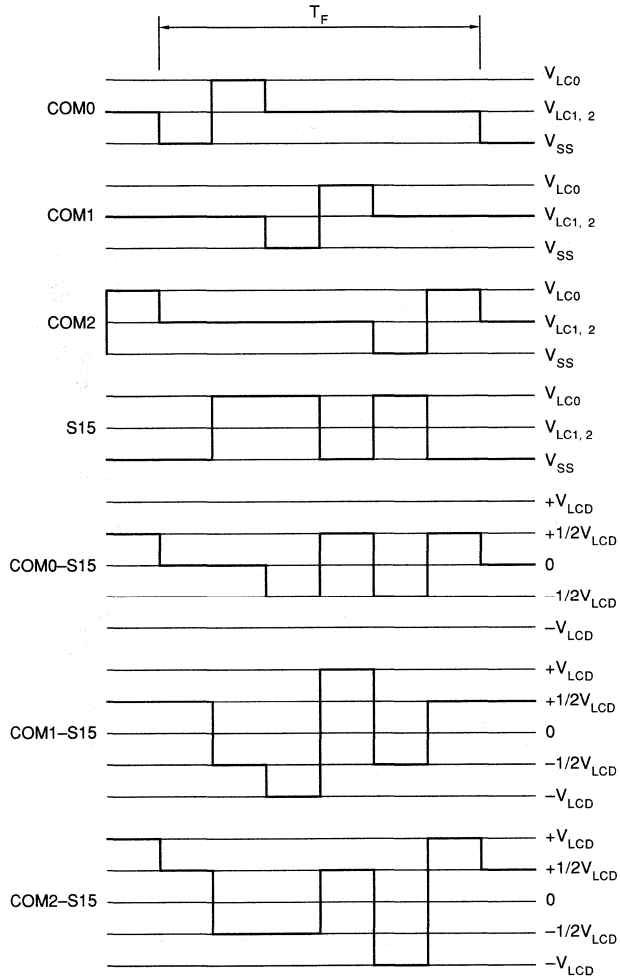 T_F
V_LC0
COM0
V_LC1, 2
V_SS
V_LC0
COM1
V_LC1, 2
V_SS
V_LC0
COM2
V_LC1, 2
V_SS
V_LC0
S15
V_LC1, 2
V_SS
+V_LCD
+1/2V_LCD
COM0–S15
0
–1/2V_LCD
–V_LCD
+V_LCD
+1/2V_LCD
COM1–S15
0
–1/2V_LCD
–V_LCD
+V_LCD
+1/2V_LCD
COM2–S15
0
–1/2V_LCD
–V_LCD